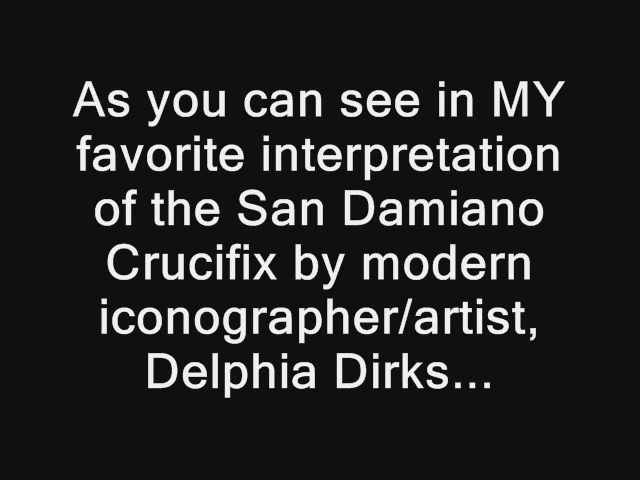 As you can see in MY
favorite interpretation
of the San Damiano
Crucifix by modern
iconographer/artist,
Delphia Dirks...